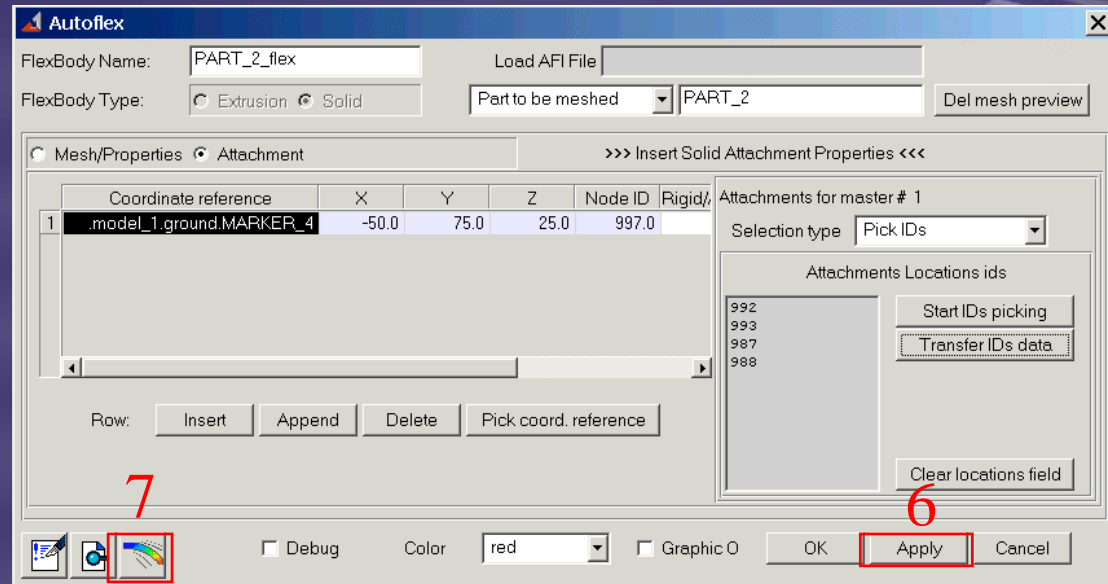 Autoflex
FlexBody Name: PART_2_flex Load AFI File
FlexBody Type: Extrusion Solid Part to be meshed PART_2 Del mesh preview
Mesh/Properties Attachment >>> Insert Solid Attachment Properties <<<
Coordinate reference X Y Z Node ID Rigid/
1 .model_1.ground.MARKER_4 -50.0 75.0 25.0 997.0
Attachments for master # 1
Selection type Pick IDs
Attachments Locations ids
992
993
987
988
Start IDs picking
Transfer IDs data
Clear locations field
Row: Insert Append Delete Pick coord. reference
7
6
Debug Color red Graphic O OK Apply Cancel